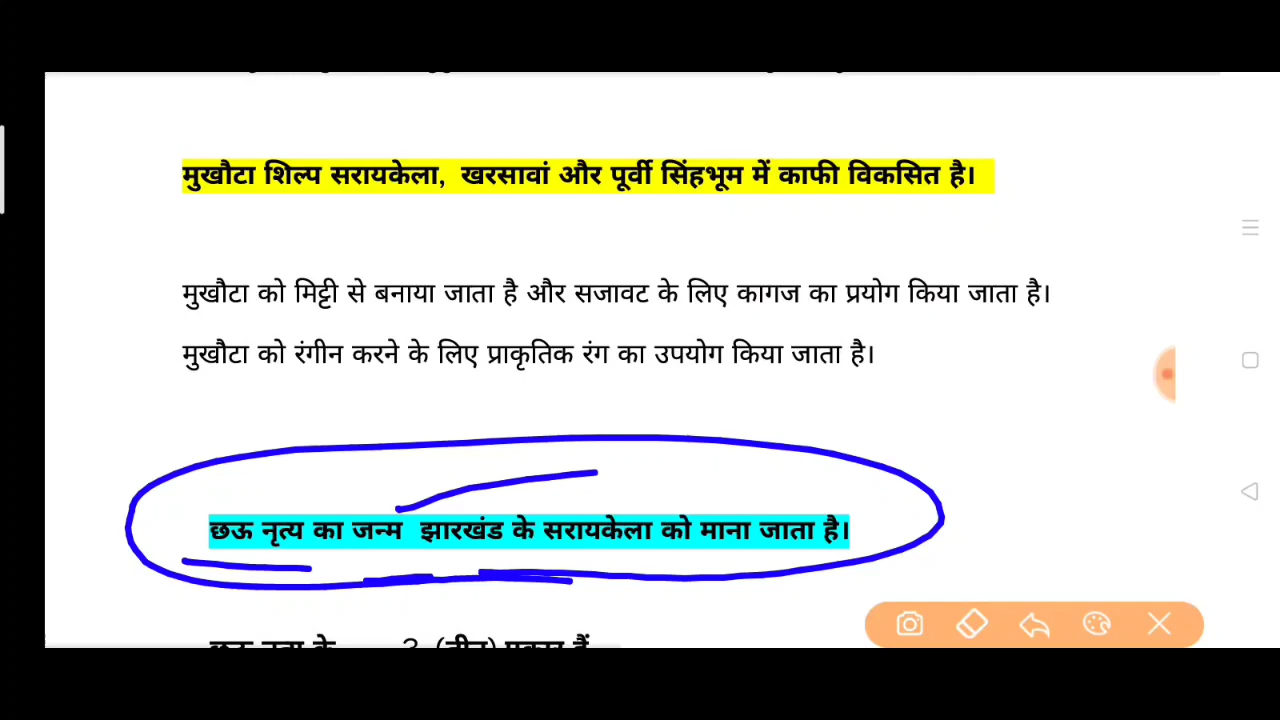 मुखौटा शिल्प सरायकेला, खरसावां और पूर्वी सिंहभूम में काफी विकसित है।
मुखौटा को मिट्टी से बनाया जाता है और सजावट के लिए कागज का प्रयोग किया जाता है।
मुखौटा को रंगीन करने के लिए प्राकृतिक रंग का उपयोग किया जाता है।
छऊ नृत्य का जन्म झारखंड के सरायकेला को माना जाता है।